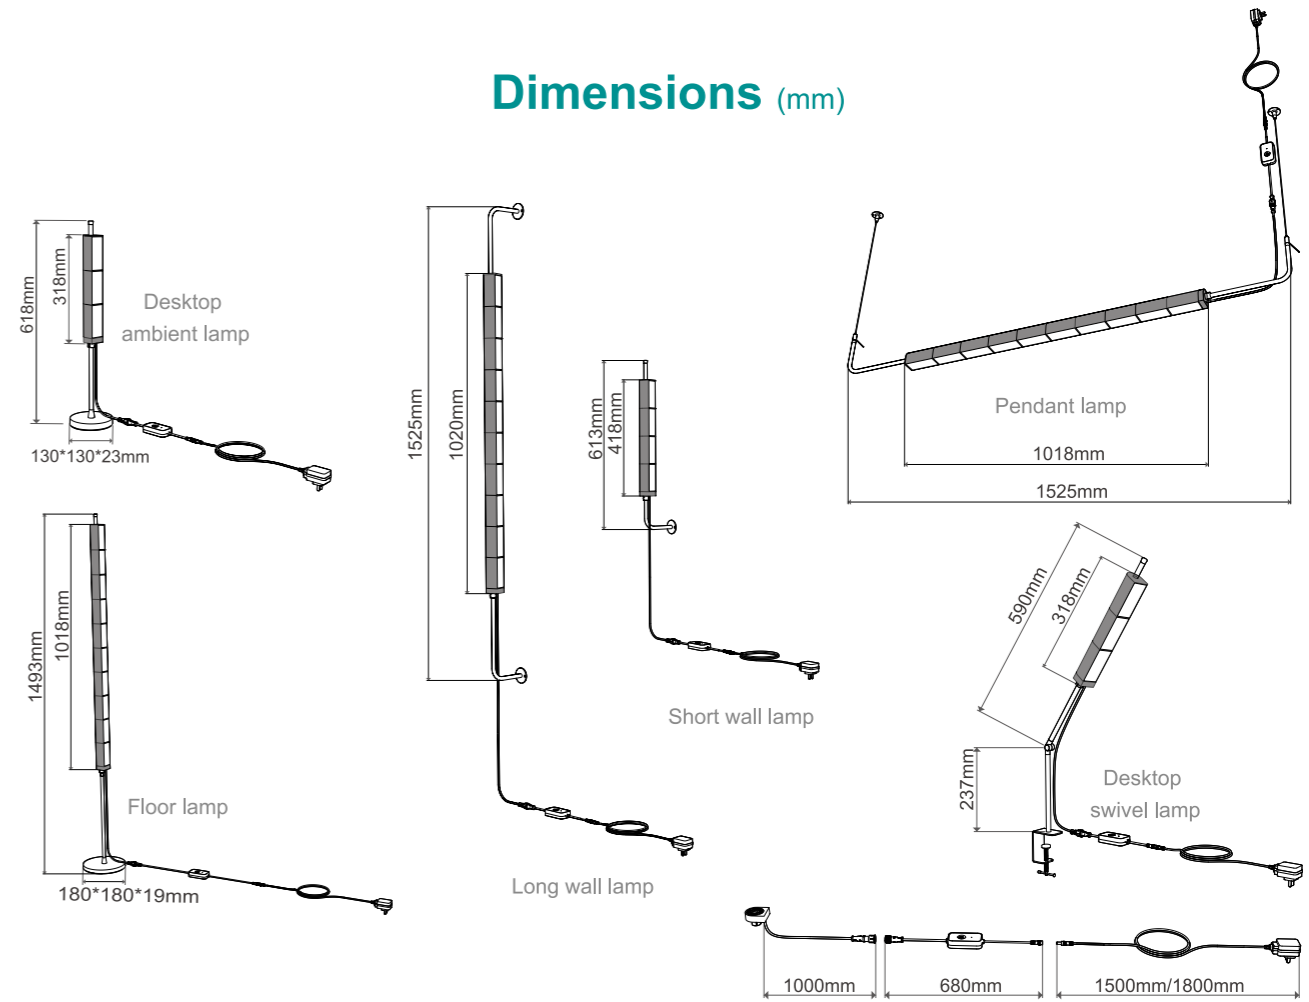 Dimensions (mm)
618mm
318mm
Desktop
ambient lamp
130*130*23mm
1525mm
1020mm
Long wall lamp
613mm
418mm
Short wall lamp
Pendant lamp
1018mm
1525mm
1493mm
1018mm
Floor lamp
180*180*19mm
590mm
318mm
237mm
Desktop
swivel lamp
1000mm
680mm
1500mm/1800mm